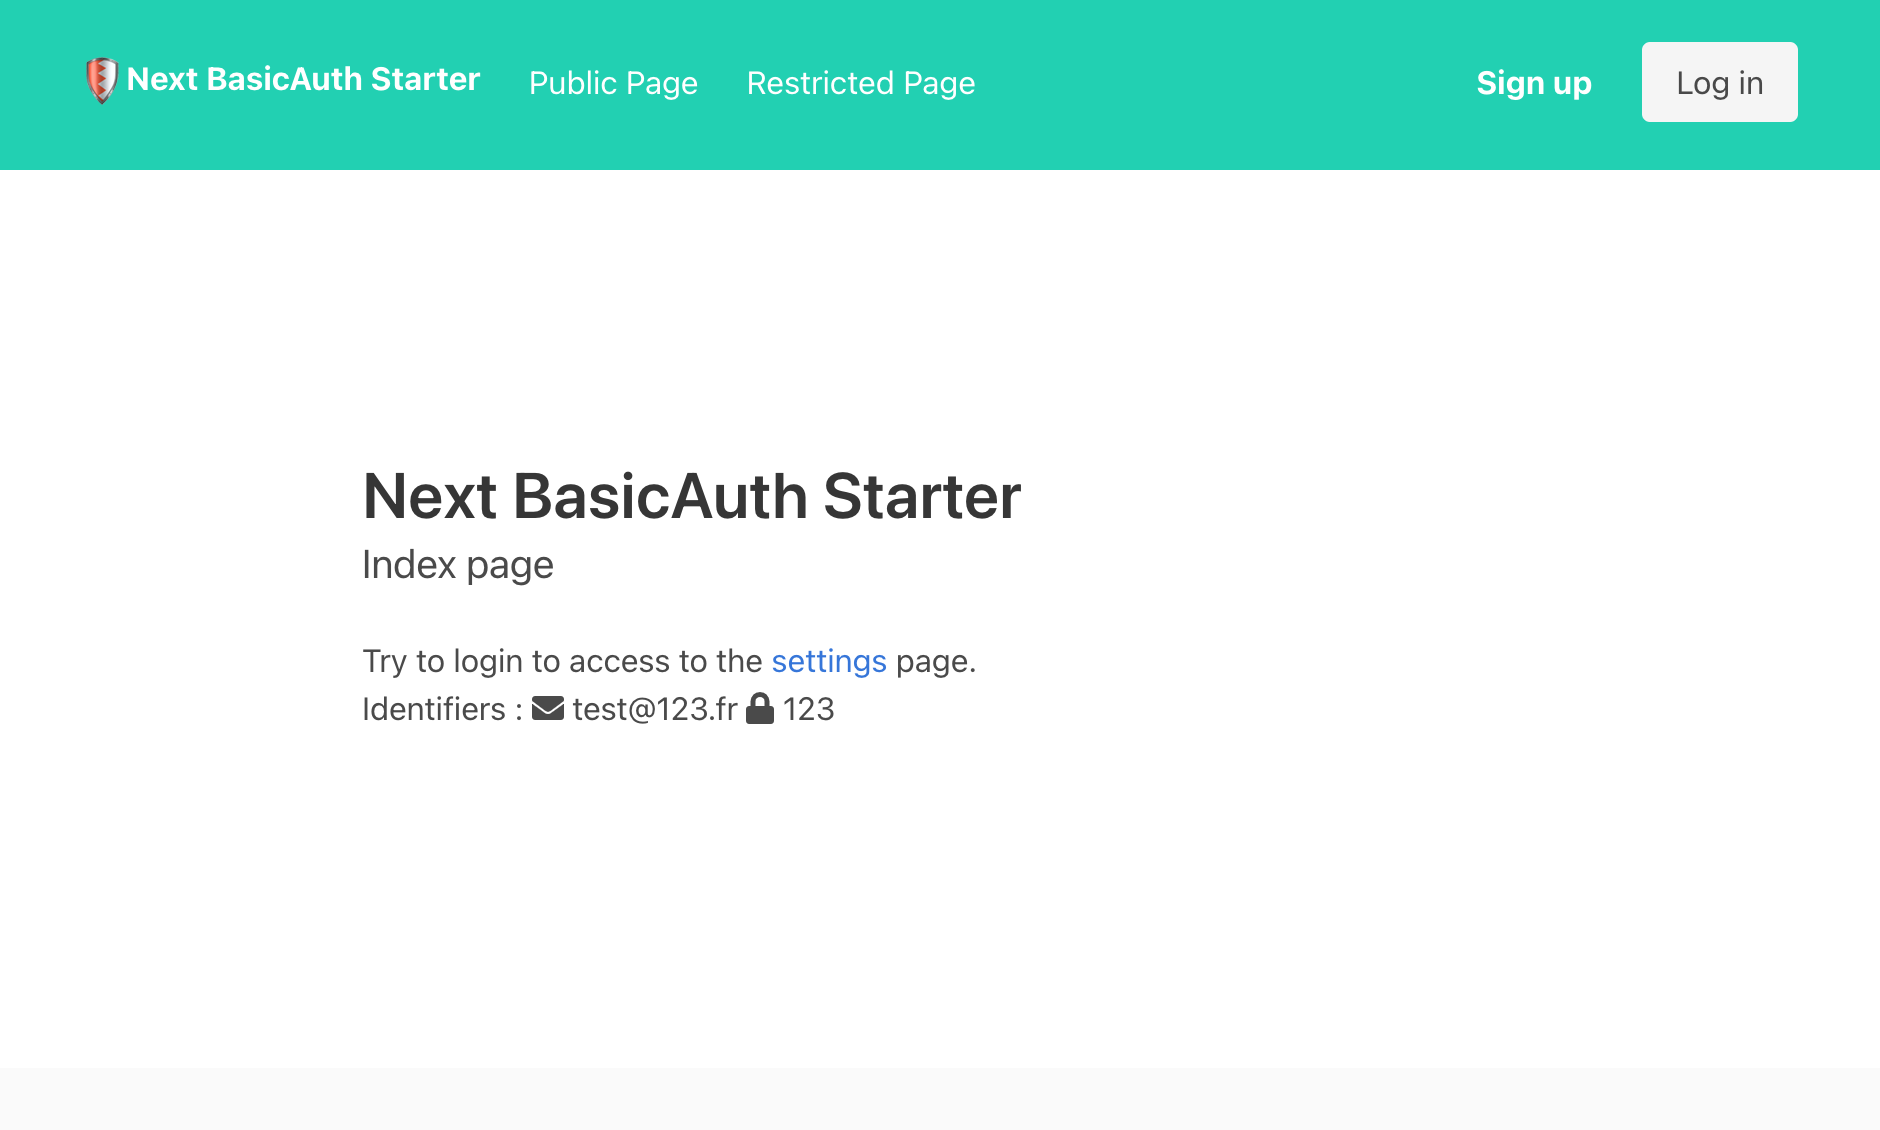 Next BasicAuth Starter Public Page Restricted Page Sign up Log in
Next BasicAuth Starter
Index page
Try to login to access to the settings page.
Identifiers : test@123.fr 123